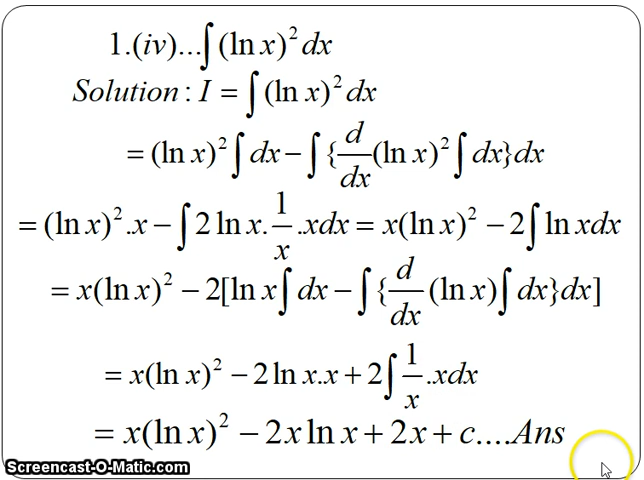 1.(iv)...∫(ln x)² dx
Solution : I = ∫(ln x)² dx
= (ln x)² ∫dx − ∫{d/dx (ln x)² ∫dx}dx
= (ln x)².x − ∫2 ln x. 1/x .xdx = x(ln x)² − 2∫ln xdx
= x(ln x)² − 2[ln x∫dx − ∫{d/dx (ln x)∫dx}dx]
= x(ln x)² − 2 ln x.x + 2∫ 1/x .xdx
= x(ln x)² − 2x ln x + 2x + c....Ans
Screencast-O-Matic.com